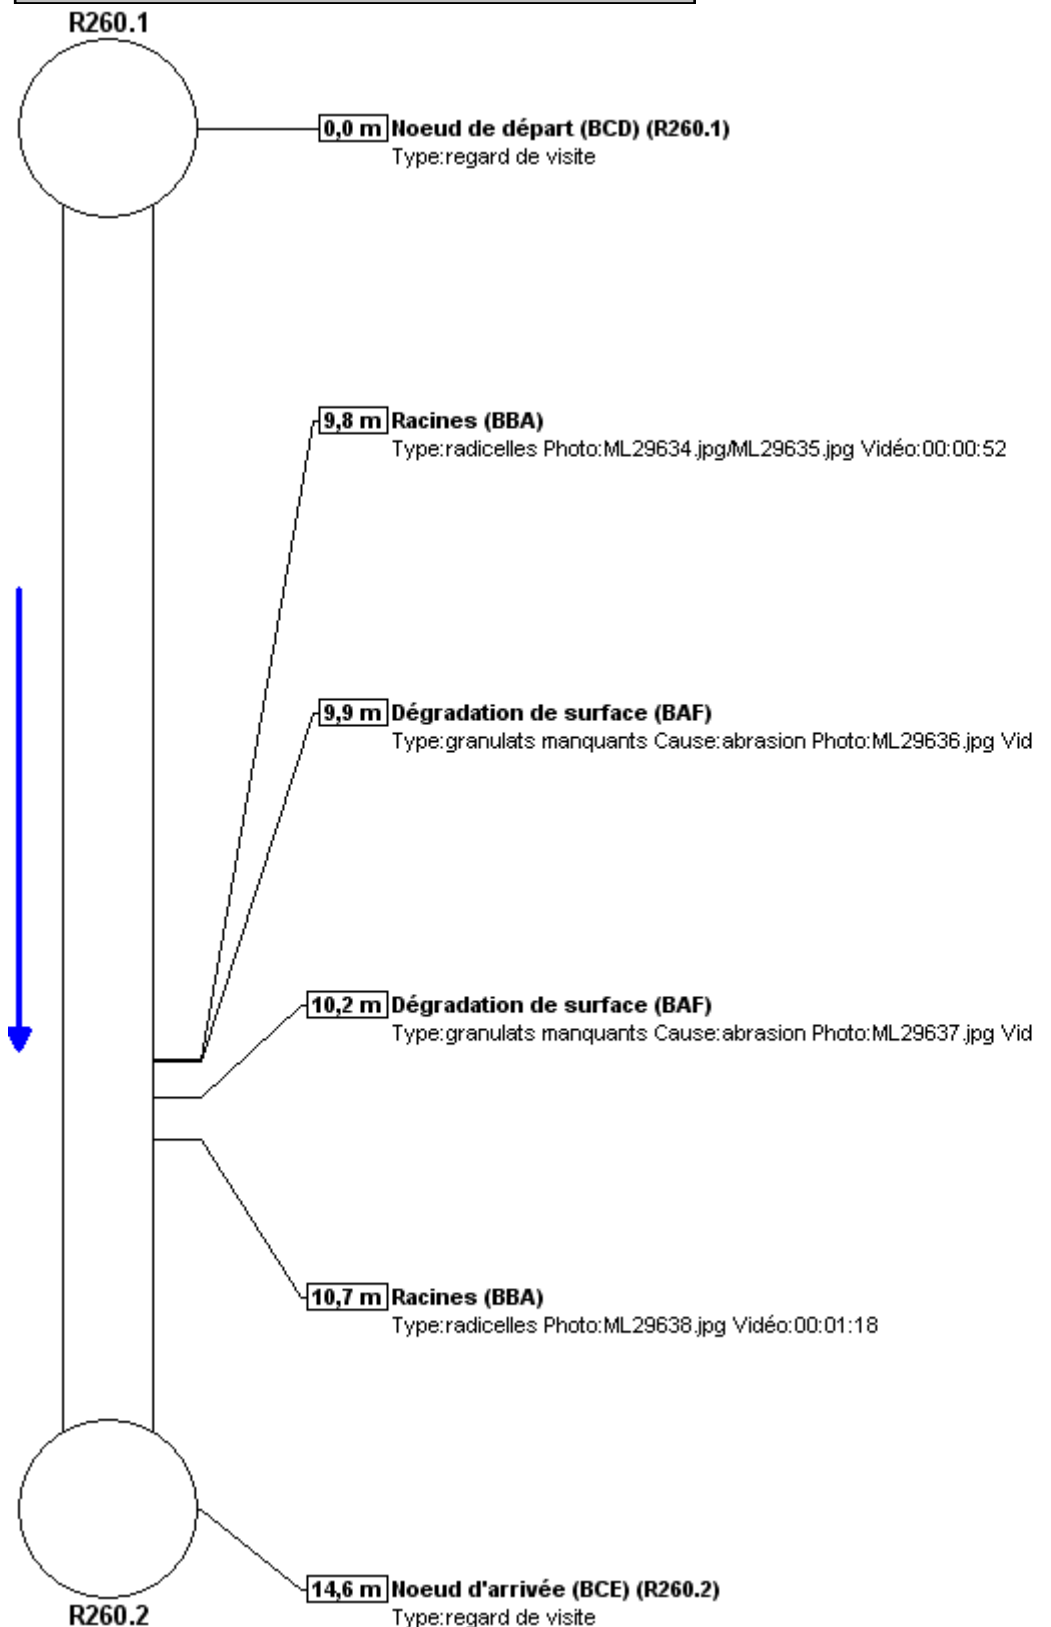 R260.1
0,0 m Noeud de départ (BCD) (R260.1)
Type:regard de visite
9,8 m Racines (BBA)
Type:radicelles Photo:ML29634.jpg/ML29635.jpg Vidéo:00:00:52
9,9 m Dégradation de surface (BAF)
Type:granulats manquants Cause:abrasion Photo:ML29636.jpg Vid
10,2 m Dégradation de surface (BAF)
Type:granulats manquants Cause:abrasion Photo:ML29637.jpg Vid
10,7 m Racines (BBA)
Type:radicelles Photo:ML29638.jpg Vidéo:00:01:18
14,6 m Noeud d'arrivée (BCE) (R260.2)
Type:regard de visite
R260.2